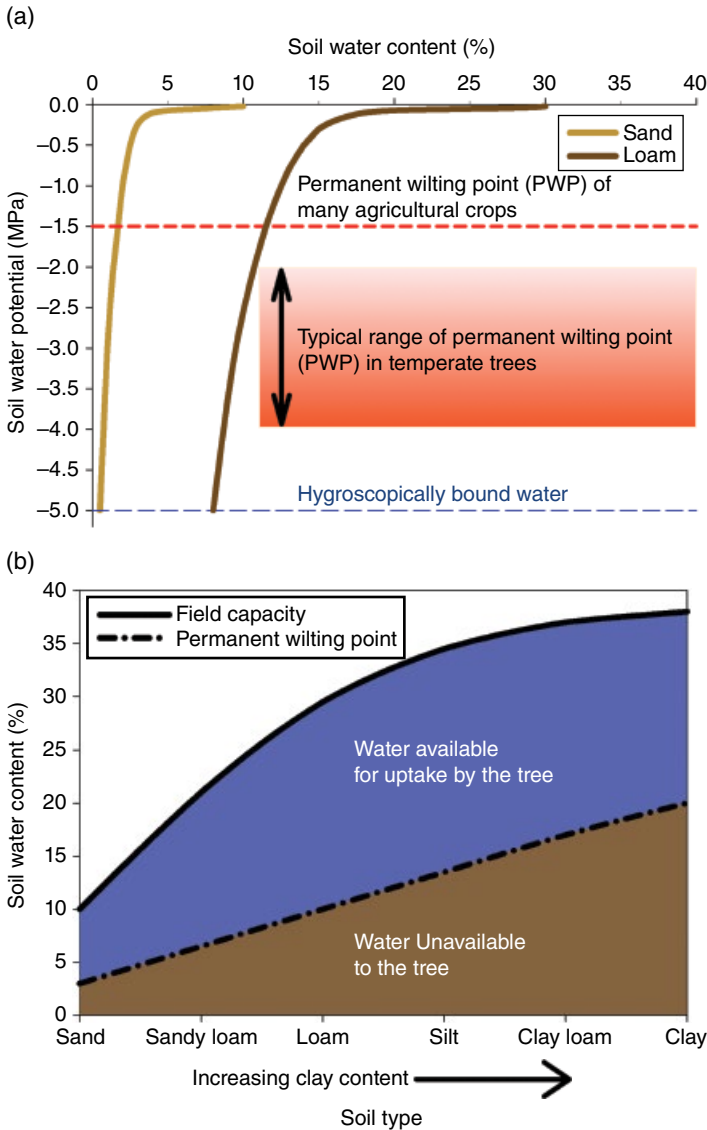 (a)
Soil water content (%)
0 5 10 15 20 25 30 35 40
0.0
−0.5
−1.0
−1.5
−2.0
−2.5
−3.0
−3.5
−4.0
−4.5
−5.0
Soil water potential (MPa)
Sand
Loam
Permanent wilting point (PWP) of
many agricultural crops
Typical range of permanent wilting point
(PWP) in temperate trees
Hygroscopically bound water
(b)
40
35
30
25
20
15
10
5
0
Soil water content (%)
Field capacity
Permanent wilting point
Water available
for uptake by the tree
Water Unavailable
to the tree
Sand Sandy loam Loam Silt Clay loam Clay
Increasing clay content
Soil type